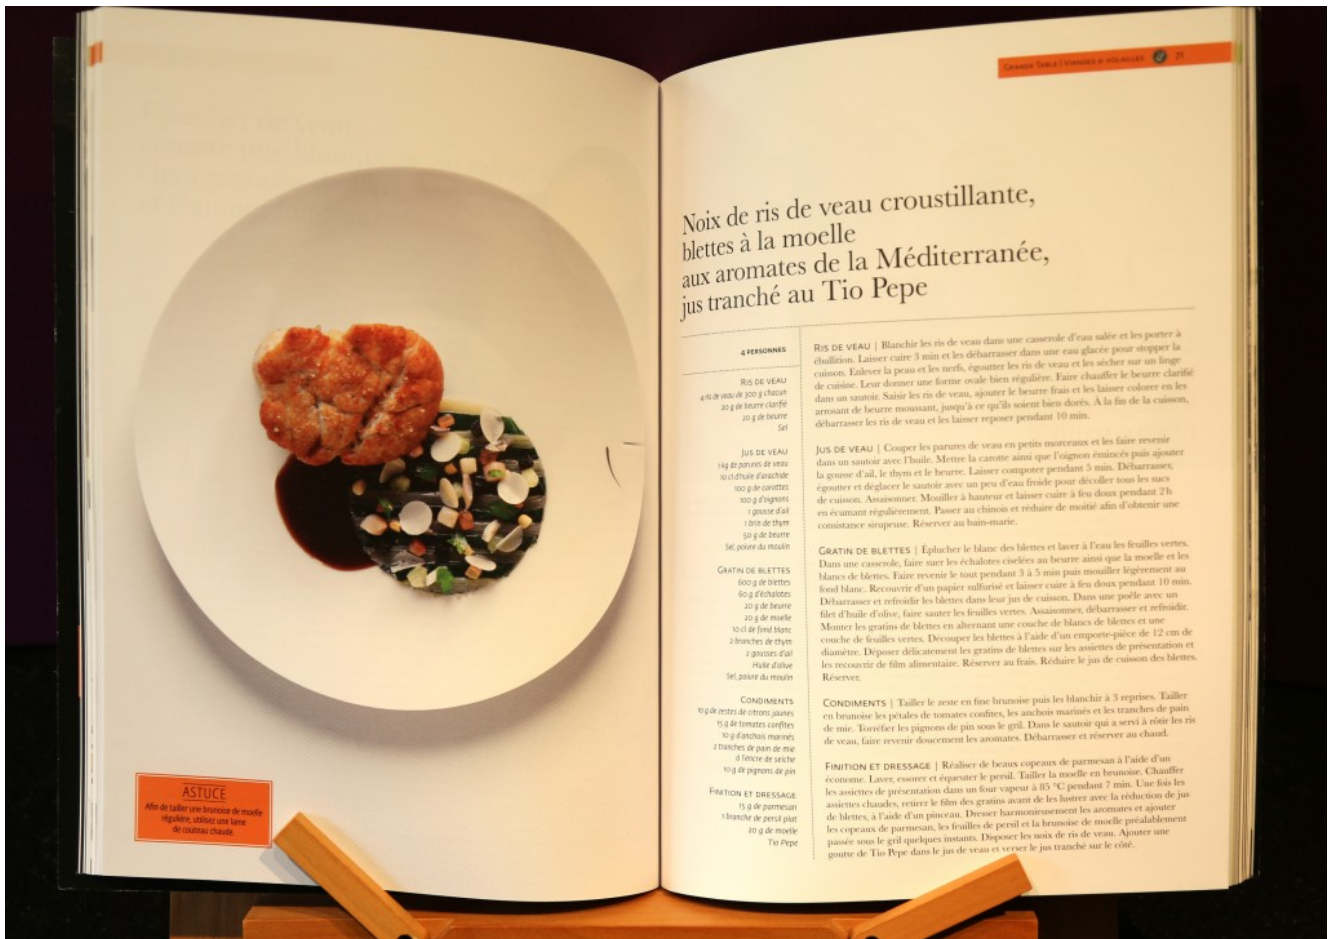 ASTUCE
Afin de tailler une brunoise de moelle
régulière, utilisez une lame
de couteau chaude.
GRANDE TABLE | VIANDES & VOLAILLES 71
Noix de ris de veau croustillante,
blettes à la moelle
aux aromates de la Méditerranée,
jus tranché au Tio Pepe
4 PERSONNES
RIS DE VEAU
4 ris de veau de 300 g chacun
20 g de beurre clarifié
20 g de beurre
Sel
JUS DE VEAU
1 kg de parures de veau
10 cl d'huile d'arachide
100 g de carottes
100 g d'oignons
1 gousse d'ail
1 brin de thym
50 g de beurre
Sel, poivre du moulin
GRATIN DE BLETTES
600 g de blettes
60 g d'échalotes
20 g de beurre
20 g de moelle
10 cl de fond blanc
2 branches de thym
2 gousses d'ail
Huile d'olive
Sel, poivre du moulin
CONDIMENTS
10 g de zestes de citrons jaunes
15 g de tomates confites
10 g d'anchois marinés
2 tranches de pain de mie
à l'encre de seiche
10 g de pignons de pin
FINITION ET DRESSAGE
15 g de parmesan
1 branche de persil plat
20 g de moelle
Tio Pepe
RIS DE VEAU | Blanchir les ris de veau dans une casserole d'eau salée et les porter à
ébullition. Laisser cuire 3 min et les débarrasser dans une eau glacée pour stopper la
cuisson. Enlever la peau et les nerfs, égoutter les ris de veau et les sécher sur un linge
de cuisine. Leur donner une forme ovale bien régulière. Faire chauffer le beurre clarifié
dans un sautoir. Saisir les ris de veau, ajouter le beurre frais et les laisser colorer en les
arrosant de beurre moussant, jusqu'à ce qu'ils soient bien dorés. À la fin de la cuisson,
débarrasser les ris de veau et les laisser reposer pendant 10 min.
JUS DE VEAU | Couper les parures de veau en petits morceaux et les faire revenir
dans un sautoir avec l'huile. Mettre la carotte ainsi que l'oignon émincés puis ajouter
la gousse d'ail, le thym et le beurre. Laisser compoter pendant 5 min. Débarrasser,
égoutter et déglacer le sautoir avec un peu d'eau froide pour décoller tous les sucs
de cuisson. Assaisonner. Mouiller à hauteur et laisser cuire à feu doux pendant 2 h
en écumant régulièrement. Passer au chinois et réduire de moitié afin d'obtenir une
consistance sirupeuse. Réserver au bain-marie.
GRATIN DE BLETTES | Éplucher le blanc des blettes et laver à l'eau les feuilles vertes.
Dans une casserole, faire suer les échalotes ciselées au beurre ainsi que la moelle et les
blancs de blettes. Faire revenir le tout pendant 3 à 5 min puis mouiller légèrement au
fond blanc. Recouvrir d'un papier sulfurisé et laisser cuire à feu doux pendant 10 min.
Débarrasser et refroidir les blettes dans leur jus de cuisson. Dans une poêle avec un
filet d'huile d'olive, faire sauter les feuilles vertes. Assaisonner, débarrasser et refroidir.
Monter les gratins de blettes en alternant une couche de blancs de blettes et une
couche de feuilles vertes. Découper les blettes à l'aide d'un emporte-pièce de 12 cm de
diamètre. Déposer délicatement les gratins de blettes sur les assiettes de présentation et
les recouvrir de film alimentaire. Réserver au frais. Réduire le jus de cuisson des blettes.
Réserver.
CONDIMENTS | Tailler le zeste en fine brunoise puis les blanchir à 3 reprises. Tailler
en brunoise les pétales de tomates confites, les anchois marinés et les tranches de pain
de mie. Torréfier les pignons de pin sous le gril. Dans le sautoir qui a servi à rôtir les ris
de veau, faire revenir doucement les aromates. Débarrasser et réserver au chaud.
FINITION ET DRESSAGE | Réaliser de beaux copeaux de parmesan à l'aide d'un
économe. Laver, essorer et équeuter le persil. Tailler la moelle en brunoise. Chauffer
les assiettes de présentation dans un four vapeur à 85 °C pendant 7 min. Une fois les
assiettes chaudes, retirer le film des gratins avant de les lustrer avec la réduction de jus
de blettes, à l'aide d'un pinceau. Dresser harmonieusement les aromates et ajouter
les copeaux de parmesan, les feuilles de persil et la brunoise de moelle préalablement
passée sous le gril quelques instants. Disposer les noix de ris de veau. Ajouter une
goutte de Tio Pepe dans le jus de veau et verser le jus tranché sur le côté.